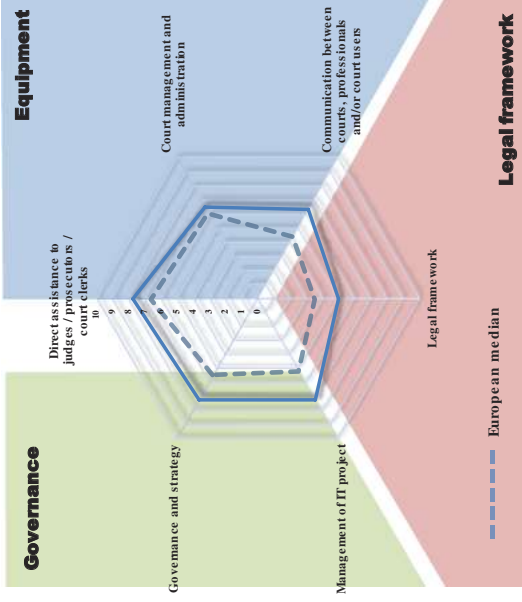 Equipment
Court management and
administration
Communication between
courts, professionals
and/or court users
Legal framework
Direct assistance to
judges / prosecutors /
court clerks
10
9
8
7
6
5
4
3
2
1
0
Legal framework
Governance
Governance and strategy
Management of IT project
European median